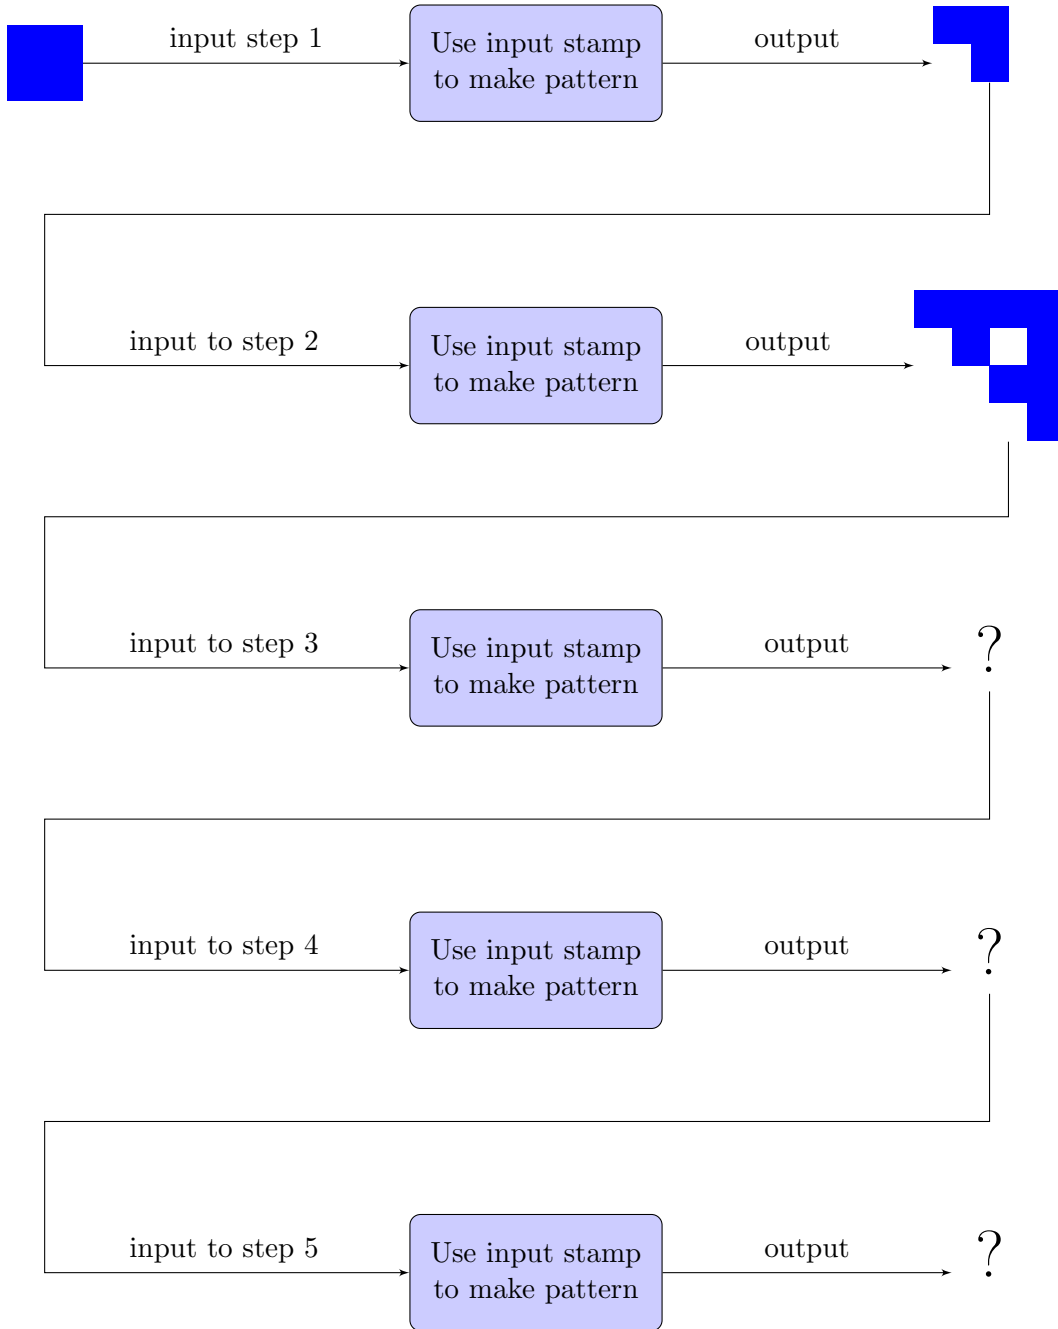 input step 1
Use input stamp
to make pattern
output
input to step 2
Use input stamp
to make pattern
output
input to step 3
Use input stamp
to make pattern
output
?
input to step 4
Use input stamp
to make pattern
output
?
input to step 5
Use input stamp
to make pattern
output
?